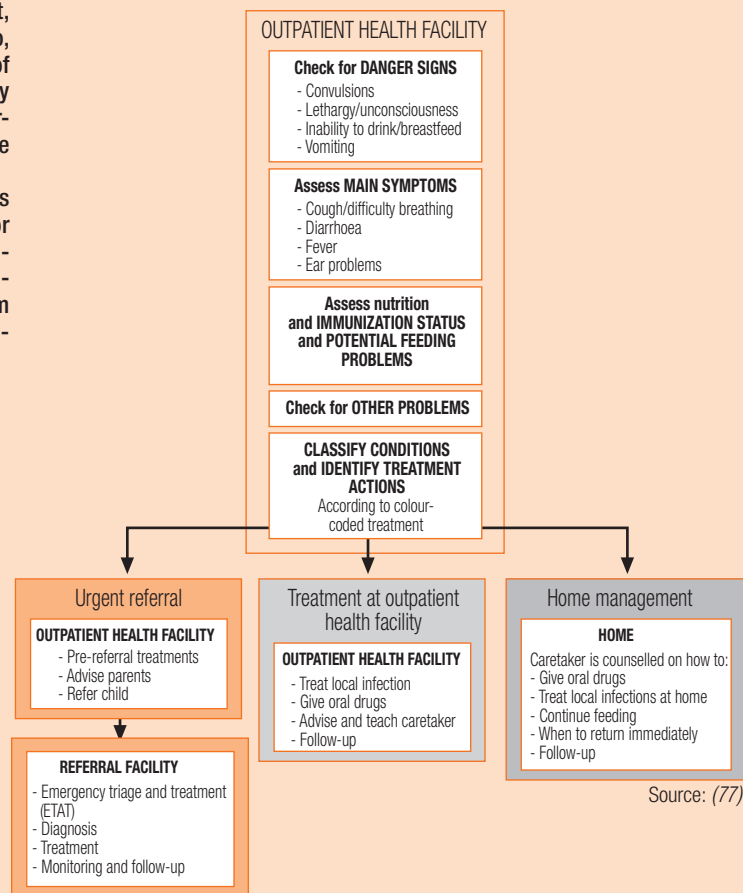 t,
o,
of
y
r-
e
s
or
-
-
m
-
OUTPATIENT HEALTH FACILITY
Check for DANGER SIGNS
- Convulsions
- Lethargy/unconsciousness
- Inability to drink/breastfeed
- Vomiting
Assess MAIN SYMPTOMS
- Cough/difficulty breathing
- Diarrhoea
- Fever
- Ear problems
Assess nutrition
and IMMUNIZATION STATUS
and POTENTIAL FEEDING
PROBLEMS
Check for OTHER PROBLEMS
CLASSIFY CONDITIONS
and IDENTIFY TREATMENT
ACTIONS
According to colour-
coded treatment
Urgent referral
OUTPATIENT HEALTH FACILITY
- Pre-referral treatments
- Advise parents
- Refer child
REFERRAL FACILITY
- Emergency triage and treatment
(ETAT)
- Diagnosis
- Treatment
- Monitoring and follow-up
Treatment at outpatient
health facility
OUTPATIENT HEALTH FACILITY
- Treat local infection
- Give oral drugs
- Advise and teach caretaker
- Follow-up
Home management
HOME
Caretaker is counselled on how to:
- Give oral drugs
- Treat local infections at home
- Continue feeding
- When to return immediately
- Follow-up
Source: (77)